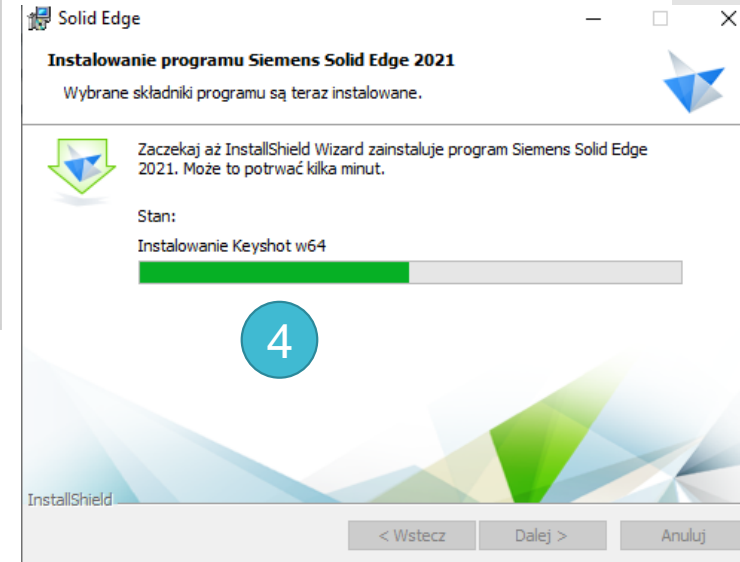 Solid Edge
Instalowanie programu Siemens Solid Edge 2021
Wybrane składniki programu są teraz instalowane.
Zaczekaj aż InstallShield Wizard zainstaluje program Siemens Solid Edge
2021. Może to potrwać kilka minut.
Stan:
Instalowanie Keyshot w64
4
InstallShield
< Wstecz
Dalej >
Anuluj